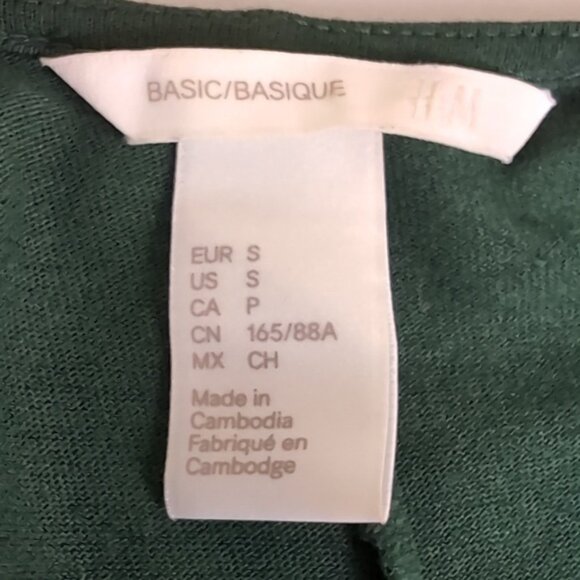 BASIC/BASIQUE H&M
EUR S
US S
CA P
CN 165/88A
MX CH
Made in
Cambodia
Fabriqué en
Cambodge